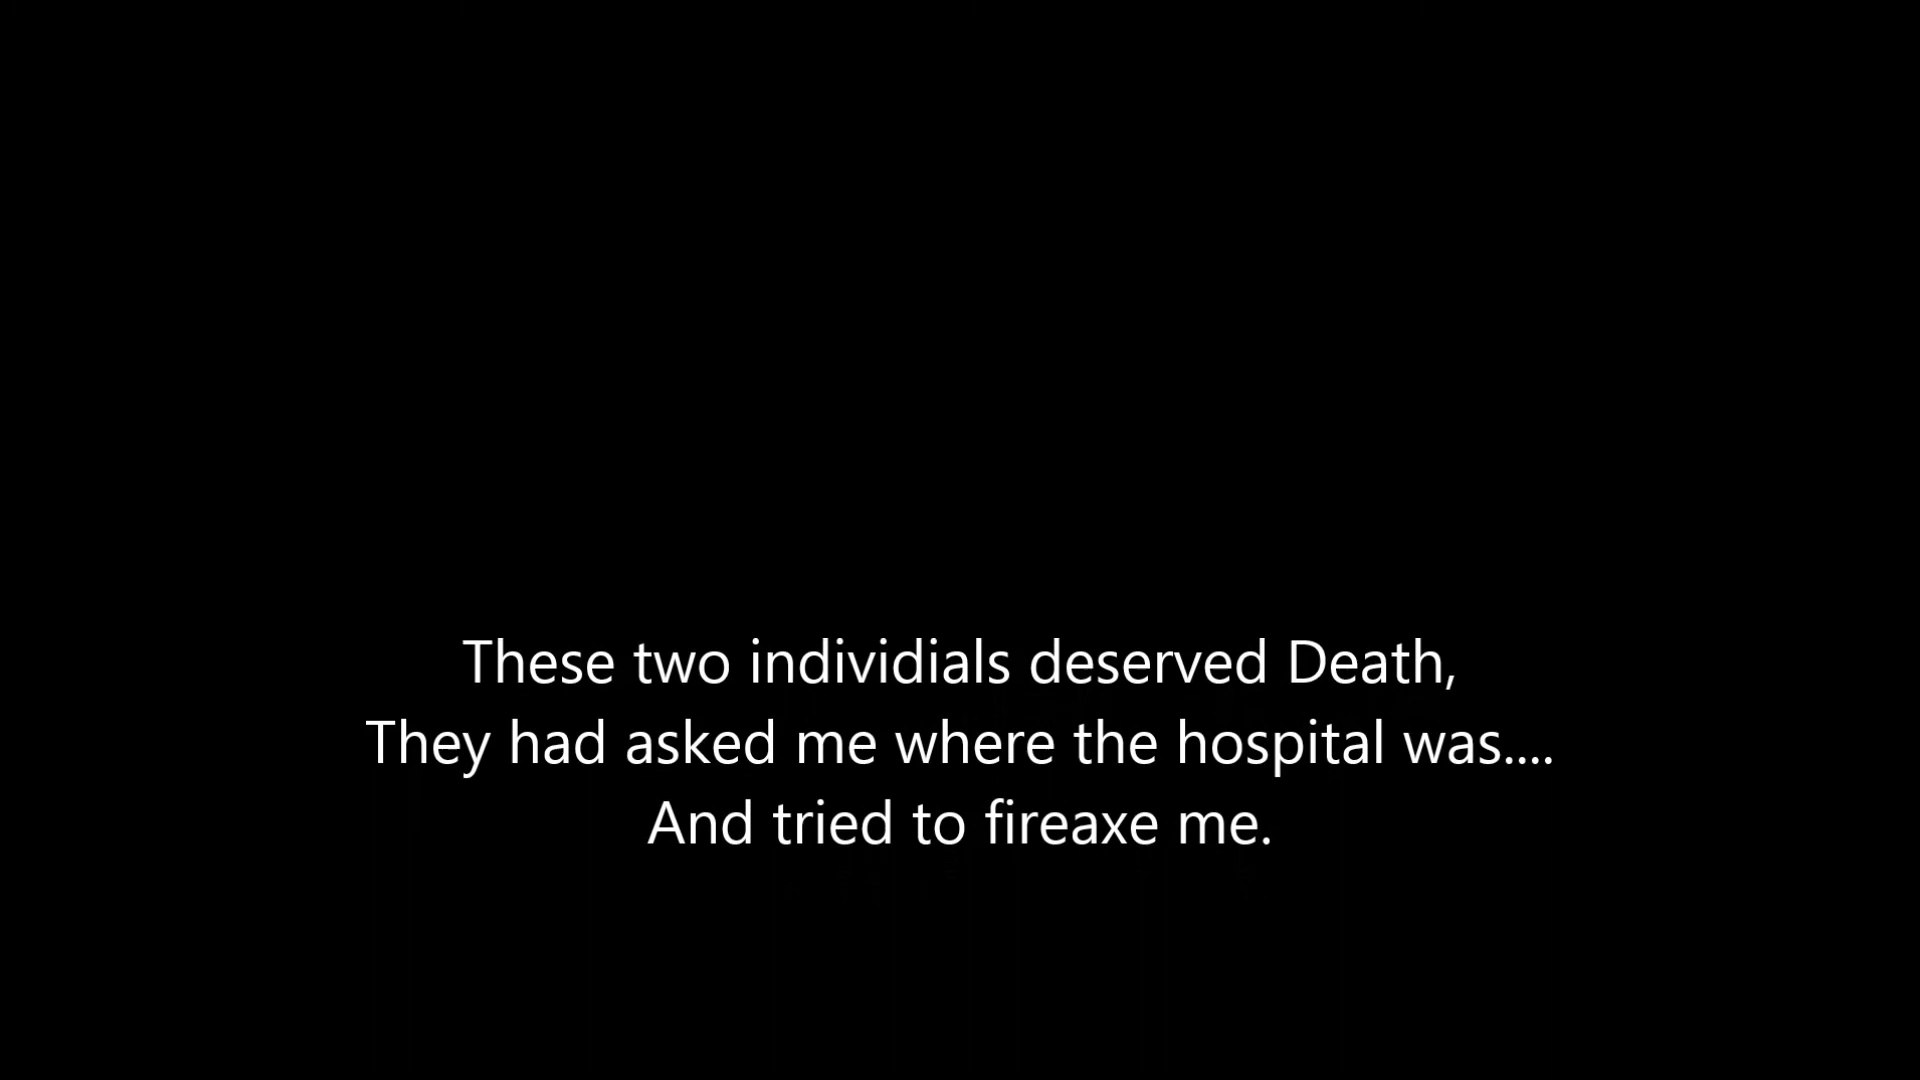 These two individials deserved Death,
They had asked me where the hospital was....
And tried to fireaxe me.